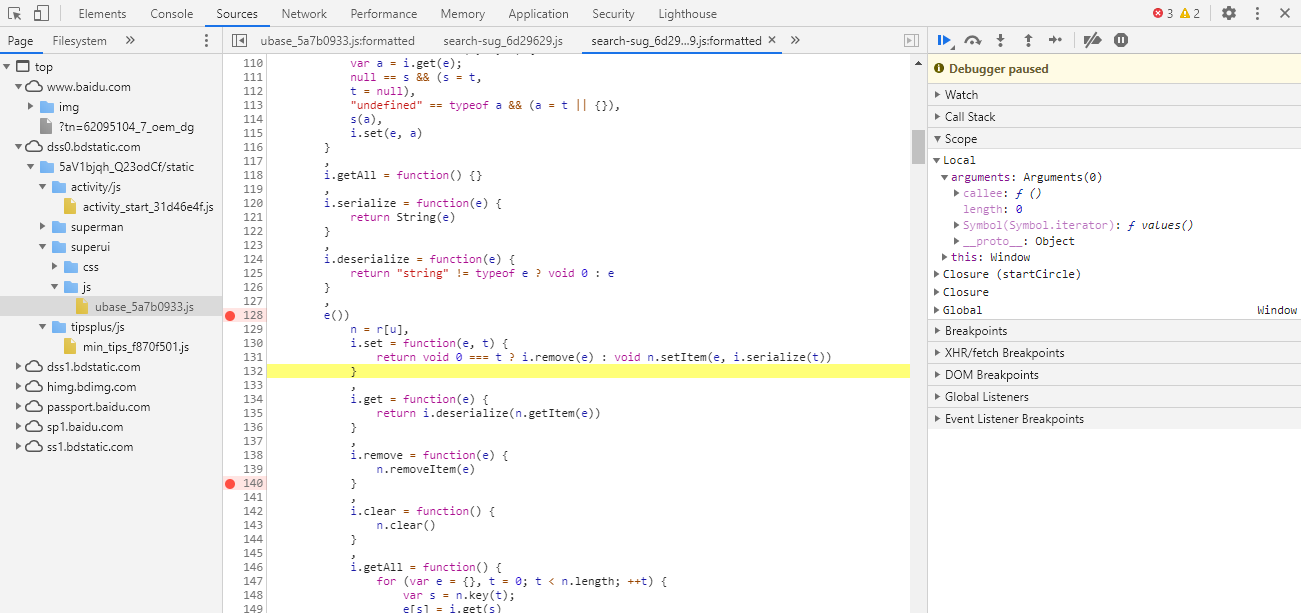 Elements Console Sources Network Performance Memory Application Security Lighthouse 3 2
Page Filesystem »
ubase_5a7b0933.js:formatted search-sug_6d29629.js search-sug_6d29...9.js:formatted × »
top
www.baidu.com
img
?tn=62095104_7_oem_dg
dss0.bdstatic.com
5aV1bjqh_Q23odCf/static
activity/js
activity_start_31d46e4f.js
superman
superui
css
js
ubase_5a7b0933.js
tipsplus/js
min_tips_f870f501.js
dss1.bdstatic.com
himg.bdimg.com
passport.baidu.com
sp1.baidu.com
ss1.bdstatic.com
110 var a = i.get(e);
111 null == s && (s = t,
112 t = null),
113 "undefined" == typeof a && (a = t || {}),
114 s(a),
115 i.set(e, a)
116 }
117 ,
118 i.getAll = function() {}
119 ,
120 i.serialize = function(e) {
121 return String(e)
122 }
123 ,
124 i.deserialize = function(e) {
125 return "string" != typeof e ? void 0 : e
126 }
127 ,
128 e())
129 n = r[u],
130 i.set = function(e, t) {
131 return void 0 === t ? i.remove(e) : void n.setItem(e, i.serialize(t))
132 }
133 ,
134 i.get = function(e) {
135 return i.deserialize(n.getItem(e))
136 }
137 ,
138 i.remove = function(e) {
139 n.removeItem(e)
140 }
141 ,
142 i.clear = function() {
143 n.clear()
144 }
145 ,
146 i.getAll = function() {
147 for (var e = {}, t = 0; t < n.length; ++t) {
148 var s = n.key(t);
149 e[s] = i.get(s)
Debugger paused
Watch
Call Stack
Scope
Local
arguments: Arguments(0)
callee: ƒ ()
length: 0
Symbol(Symbol.iterator): ƒ values()
__proto__: Object
this: Window
Closure (startCircle)
Closure
Global Window
Breakpoints
XHR/fetch Breakpoints
DOM Breakpoints
Global Listeners
Event Listener Breakpoints